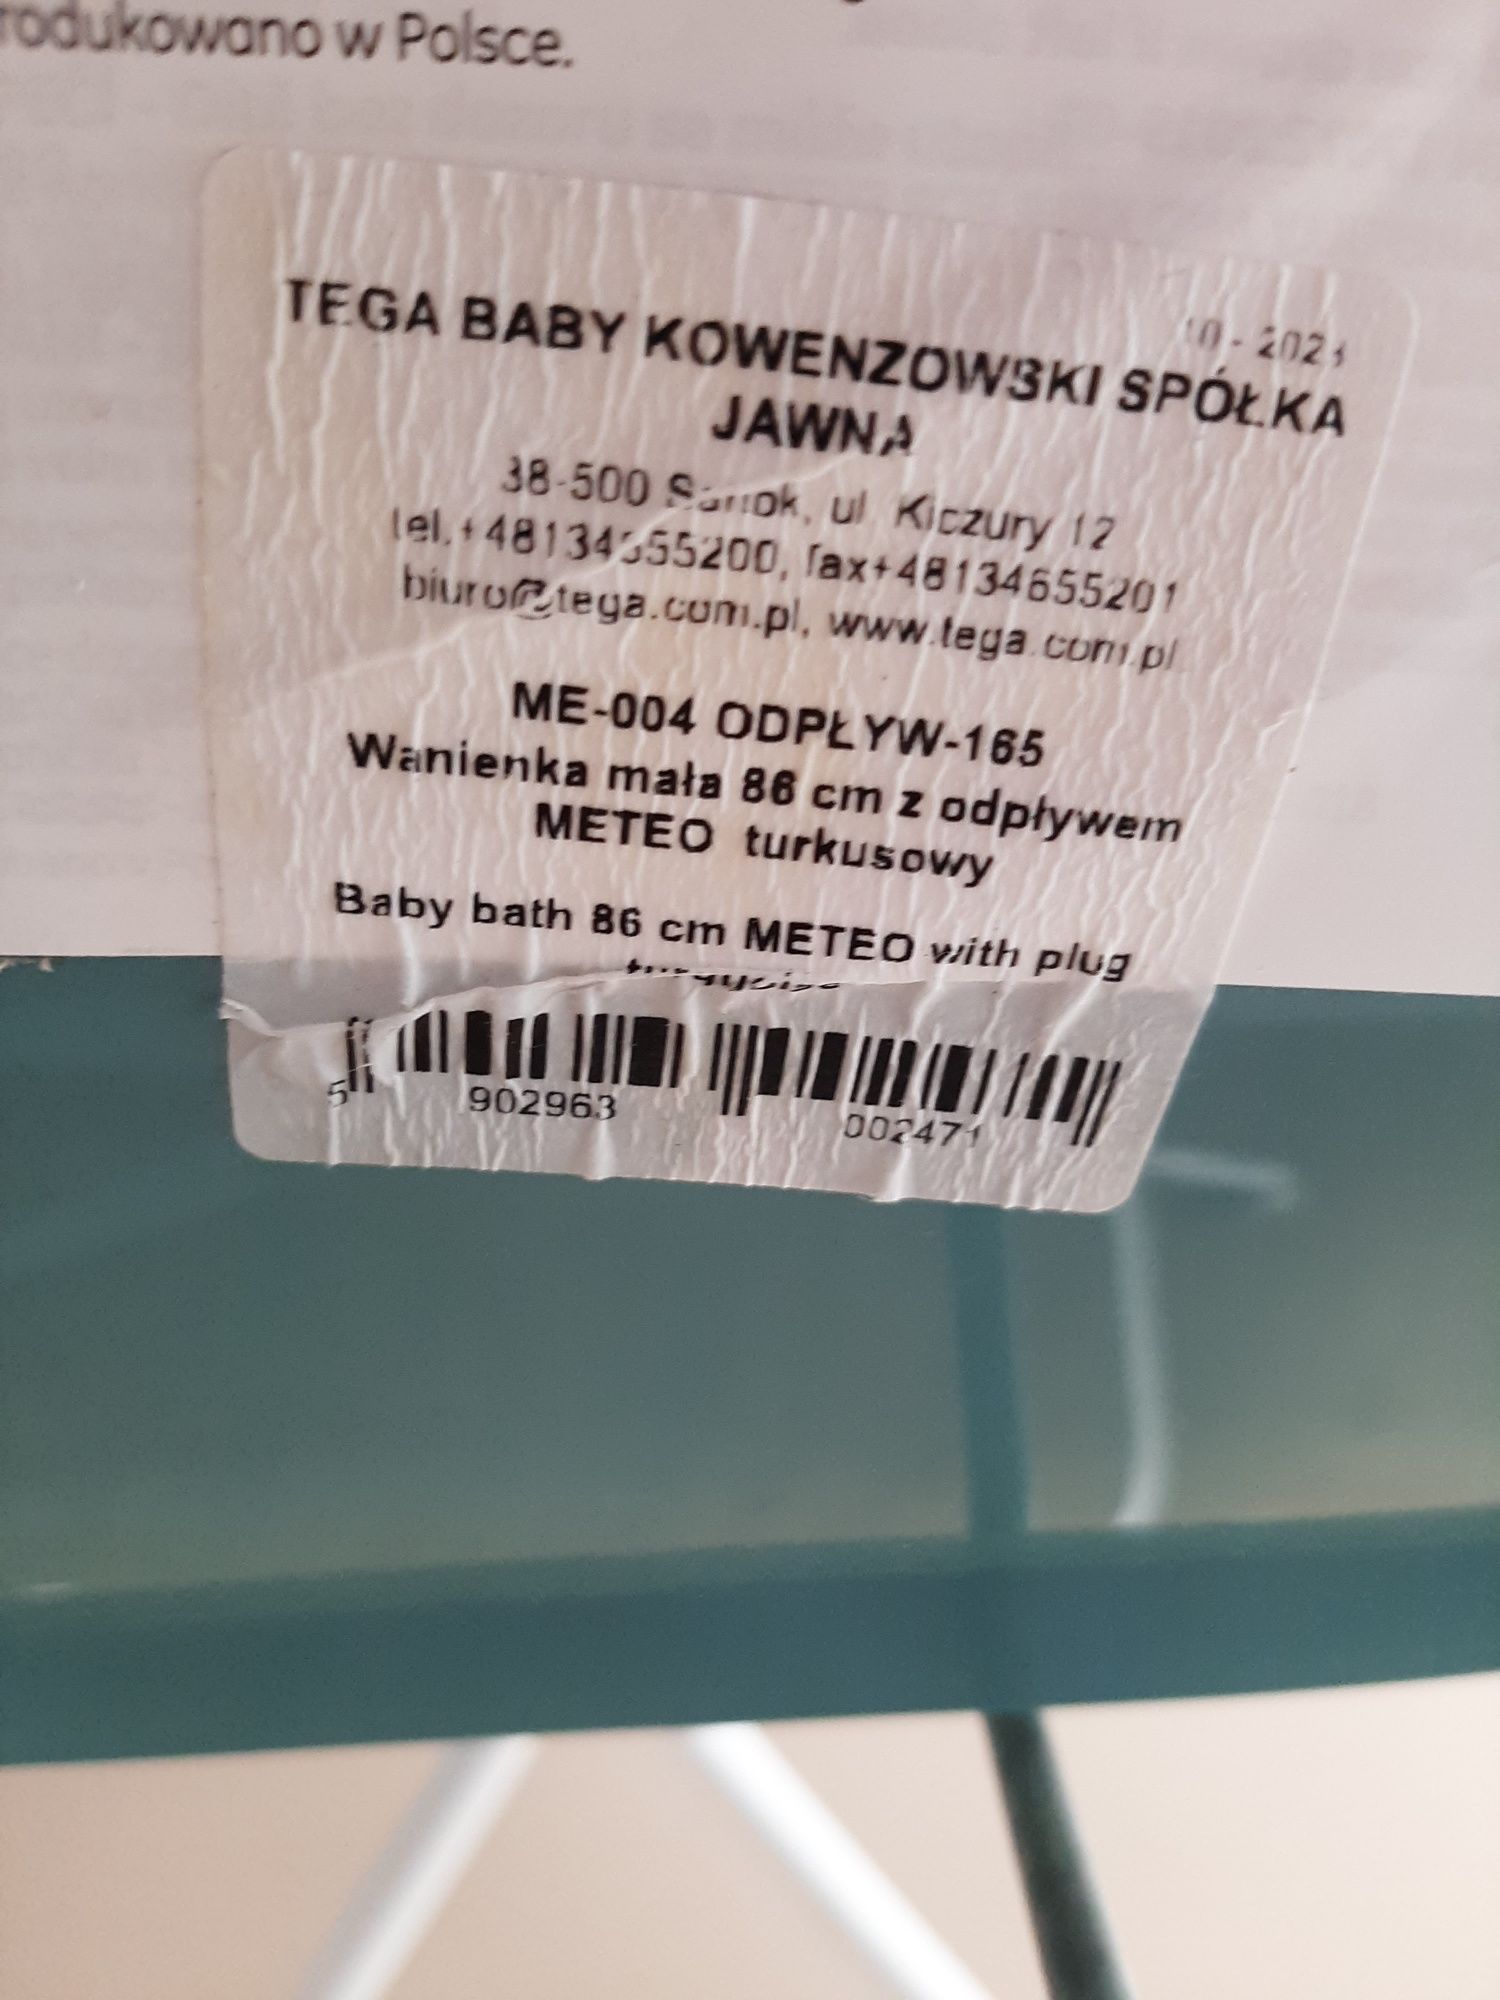 rodukowano w Polsce.
10 - 2021
TEGA BABY KOWENZOWSKI SPÓŁKA
JAWNA
38-500 Sanok, ul. Kiczury 12
tel.+48134655200, fax+48134655201
biuro@tega.com.pl, www.tega.com.pl
ME-004 ODPŁYW-165
Wanienka mała 86 cm z odpływem
METEO turkusowy
Baby bath 86 cm METEO with plug
5 902963 002471